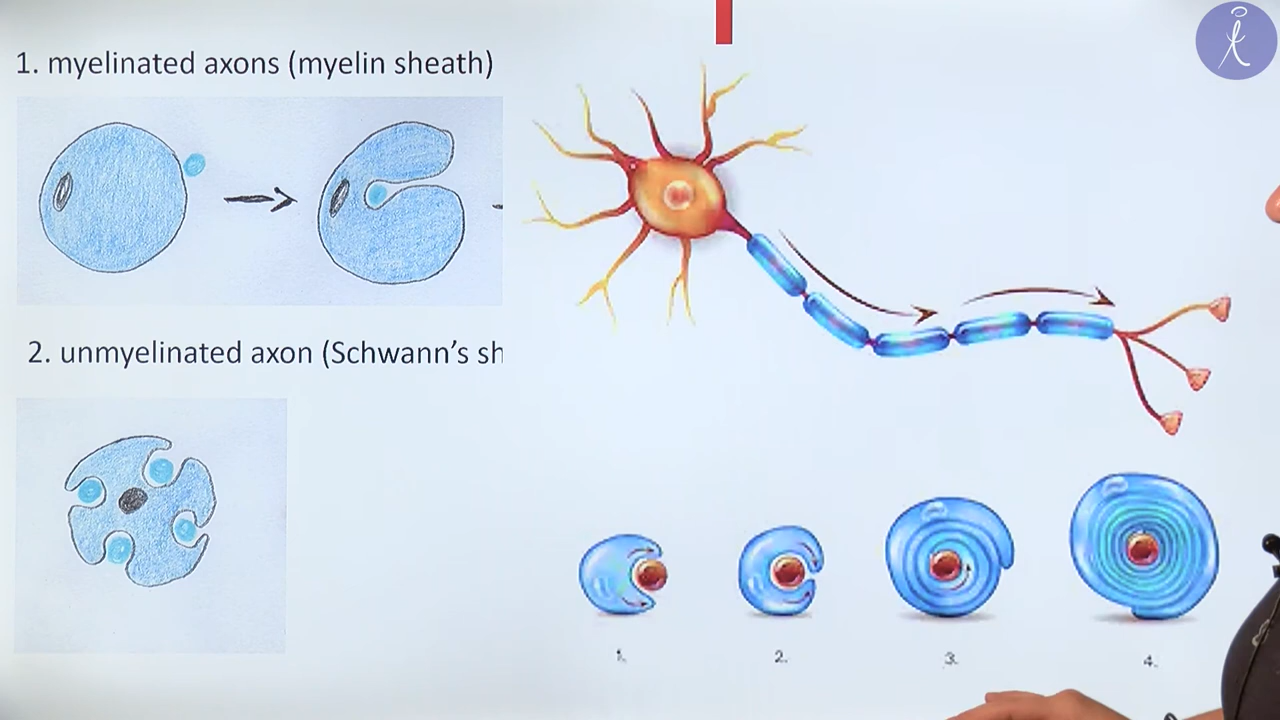 1. myelinated axons (myelin sheath)
2. unmyelinated axon (Schwann's sh
1.
2.
3.
4.